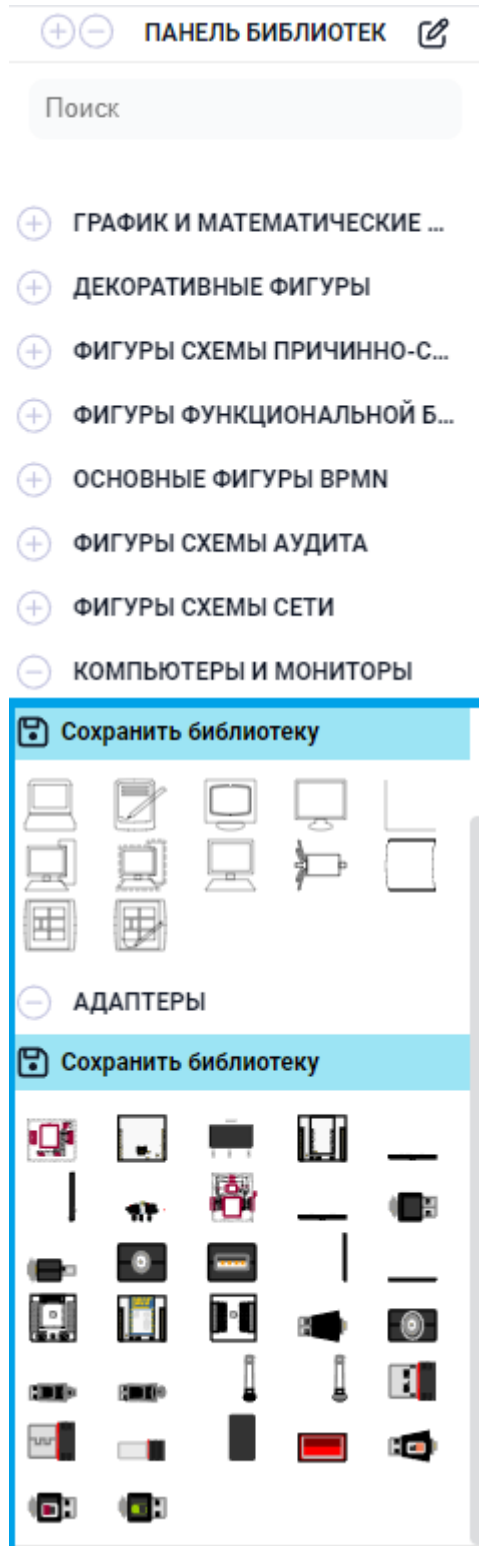 ПАНЕЛЬ БИБЛИОТЕК
Поиск
ГРАФИК И МАТЕМАТИЧЕСКИЕ ...
ДЕКОРАТИВНЫЕ ФИГУРЫ
ФИГУРЫ СХЕМЫ ПРИЧИННО-С...
ФИГУРЫ ФУНКЦИОНАЛЬНОЙ Б...
ОСНОВНЫЕ ФИГУРЫ BPMN
ФИГУРЫ СХЕМЫ АУДИТА
ФИГУРЫ СХЕМЫ СЕТИ
КОМПЬЮТЕРЫ И МОНИТОРЫ
Сохранить библиотеку
АДАПТЕРЫ
Сохранить библиотеку